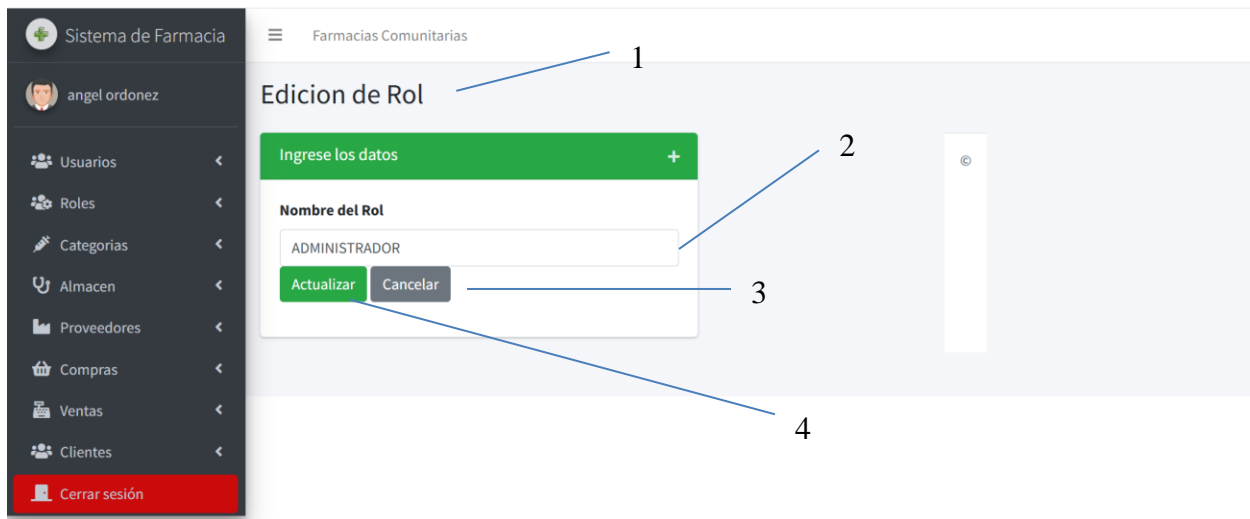 Sistema de Farmacia
Farmacias Comunitarias
1
angel ordonez
Edicion de Rol
Ingrese los datos +
2
©
Usuarios
Roles
Nombre del Rol
Categorias
ADMINISTRADOR
Almacen
Actualizar Cancelar
3
Proveedores
Compras
Ventas
4
Clientes
Cerrar sesión